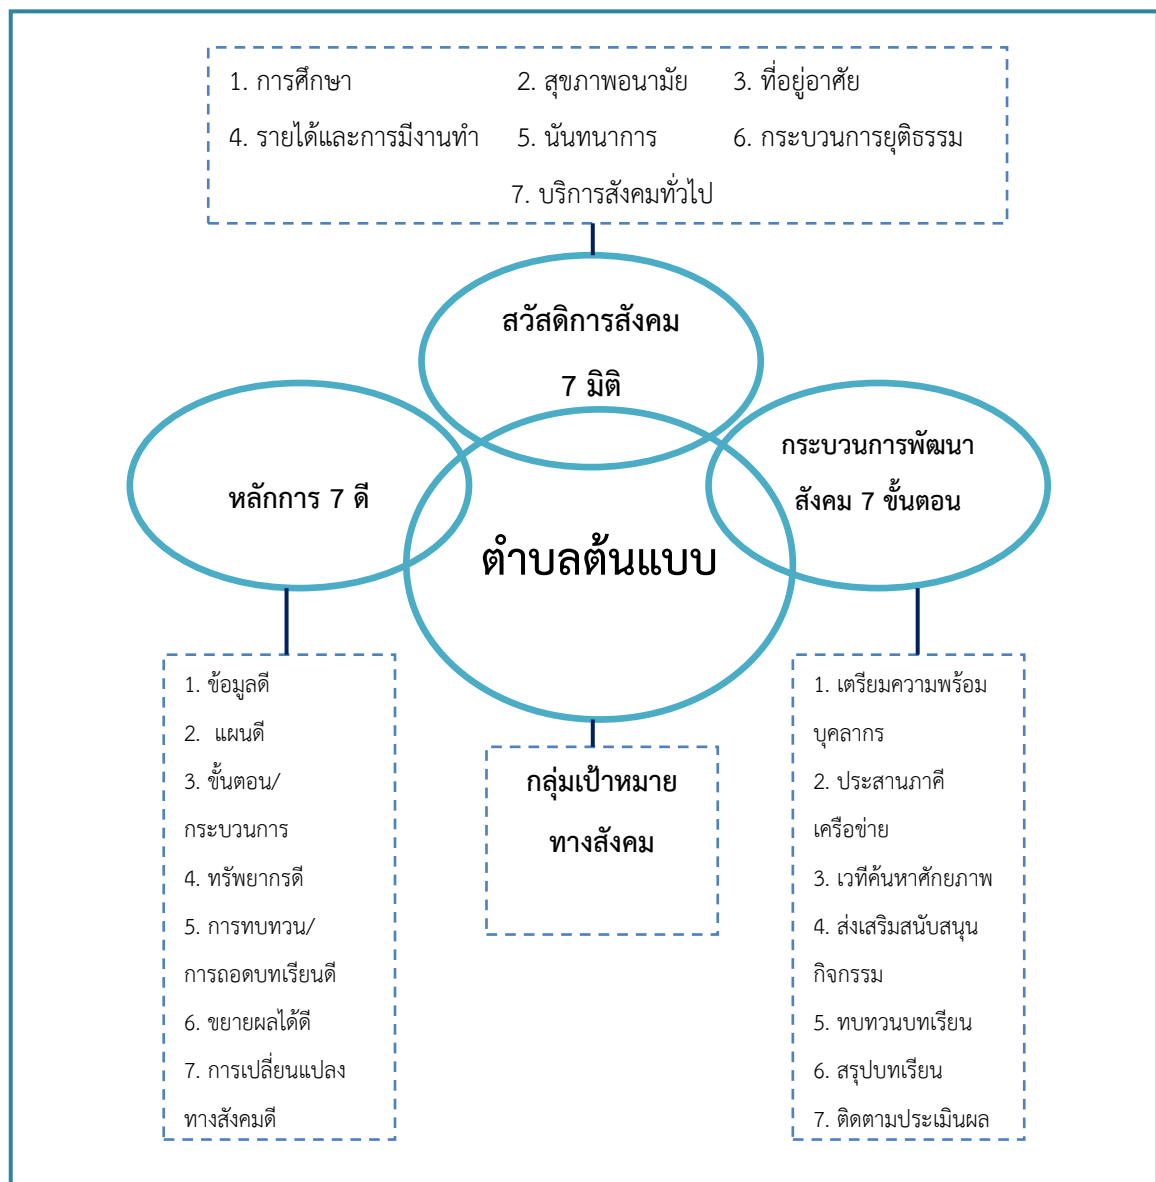 1. การศึกษา 2. สุขภาพอนามัย 3. ที่อยู่อาศัย
4. รายได้และการมีงานทำ 5. นันทนาการ 6. กระบวนการยุติธรรม
7. บริการสังคมทั่วไป
สวัสดิการสังคม
7 มิติ
หลักการ 7 ดี
กระบวนการพัฒนา
สังคม 7 ขั้นตอน
ตำบลต้นแบบ
1. ข้อมูลดี
2. แผนดี
3. ขั้นตอน/
กระบวนการ
4. ทรัพยากรดี
5. การทบทวน/
การถอดบทเรียนดี
6. ขยายผลได้ดี
7. การเปลี่ยนแปลง
ทางสังคมดี
กลุ่มเป้าหมาย
ทางสังคม
1. เตรียมความพร้อม
บุคลากร
2. ประสานภาคี
เครือข่าย
3. เวทีค้นหาศักยภาพ
4. ส่งเสริมสนับสนุน
กิจกรรม
5. ทบทวนบทเรียน
6. สรุปบทเรียน
7. ติดตามประเมินผล